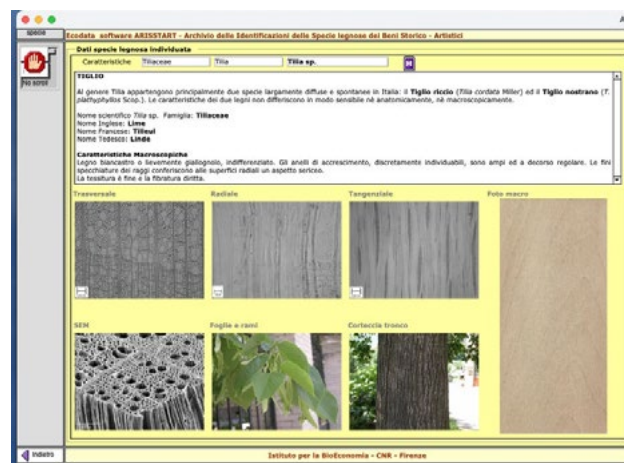 specie
Ecodata software ARISSTART - Archivio delle Identificazioni delle Specie legnose dei Beni Storico - Artistici
No scroll
Dati specie legnosa individuata
Caratteristiche Tiliaceae Tilia Tilia sp. M
TIGLIO
Al genere Tilia appartengono principalmente due specie largamente diffuse e spontanee in Italia: il Tiglio riccio (Tilia cordata Miller) ed il Tiglio nostrano (T.
plathyphyllos Scop.). Le caratteristiche dei due legni non differiscono in modo sensibile nè anatomicamente, nè macroscopicamente.
Nome scientifico Tilia sp. Famiglia: Tiliaceae
Nome Inglese: Lime
Nome Francese: Tilleul
Nome Tedesco: Linde
Caratteristiche Macroscopiche
Legno biancastro o lievemente giallognolo, indifferenziato. Gli anelli di accrescimento, discretamente individuabili, sono ampi ed a decorso regolare. Le fini
specchiature dei raggi conferiscono alle superfici radiali un aspetto sericeo.
La tessitura è fine e la fibratura diritta.
Trasversale Radiale Tangenziale Foto macro
SEM Foglie e rami Corteccia tronco
Indietro
Istituto per la BioEconomia - CNR - Firenze